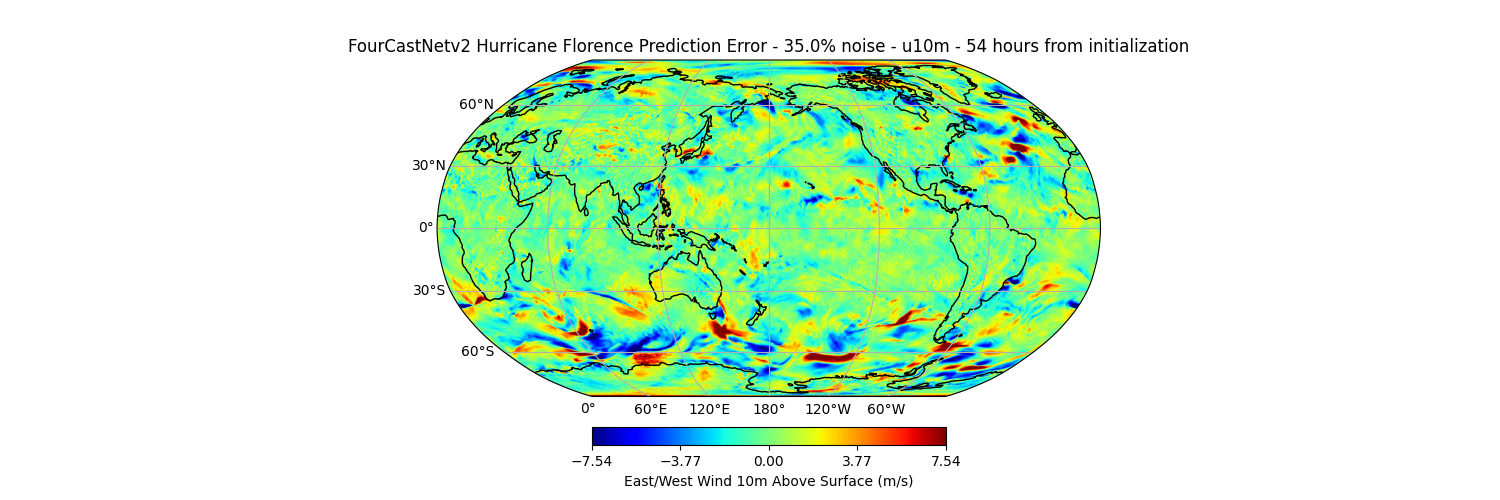 FourCastNetv2 Hurricane Florence Prediction Error - 35.0% noise - u10m - 54 hours from initialization
60°N
30°N
0°
30°S
60°S
0° 60°E 120°E 180° 120°W 60°W
−7.54 −3.77 0.00 3.77 7.54
East/West Wind 10m Above Surface (m/s)